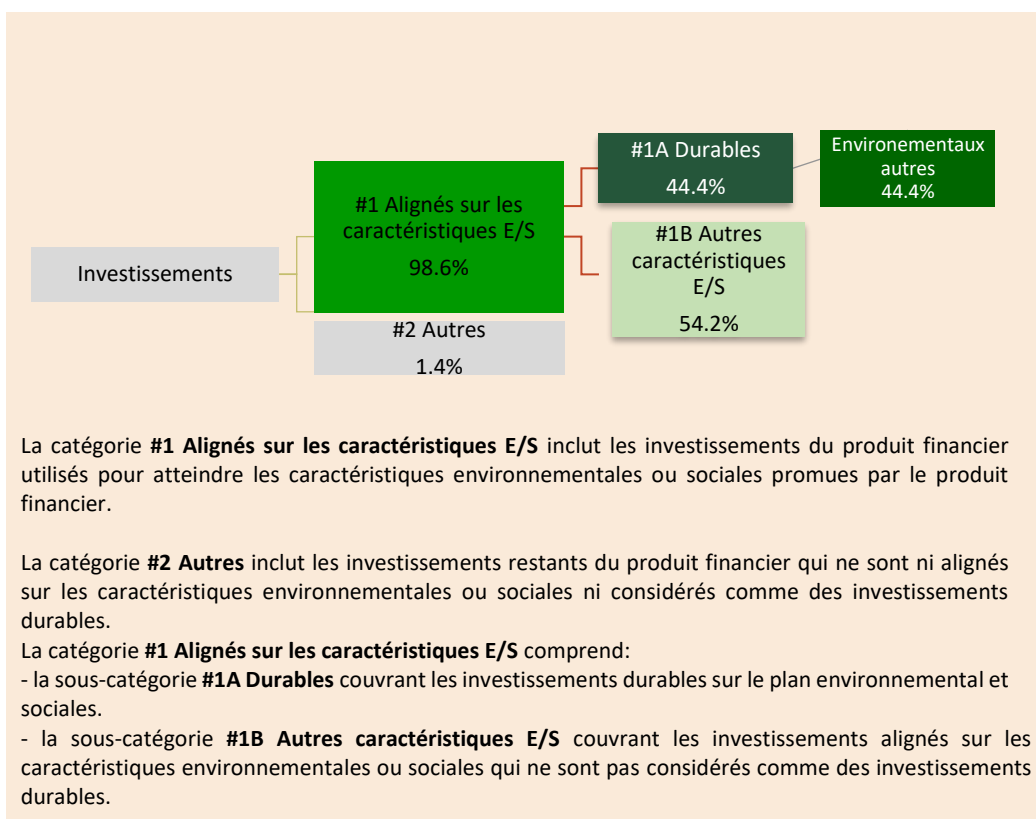 Investissements
#1 Alignés sur les
caractéristiques E/S
98.6%
#2 Autres
1.4%
#1A Durables
44.4%
Environementaux
autres
44.4%
#1B Autres
caractéristiques
E/S
54.2%
La catégorie #1 Alignés sur les caractéristiques E/S inclut les investissements du produit financier
utilisés pour atteindre les caractéristiques environnementales ou sociales promues par le produit
financier.
La catégorie #2 Autres inclut les investissements restants du produit financier qui ne sont ni alignés
sur les caractéristiques environnementales ou sociales ni considérés comme des investissements
durables.
La catégorie #1 Alignés sur les caractéristiques E/S comprend:
- la sous-catégorie #1A Durables couvrant les investissements durables sur le plan environnemental et
sociales.
- la sous-catégorie #1B Autres caractéristiques E/S couvrant les investissements alignés sur les
caractéristiques environnementales ou sociales qui ne sont pas considérés comme des investissements
durables.